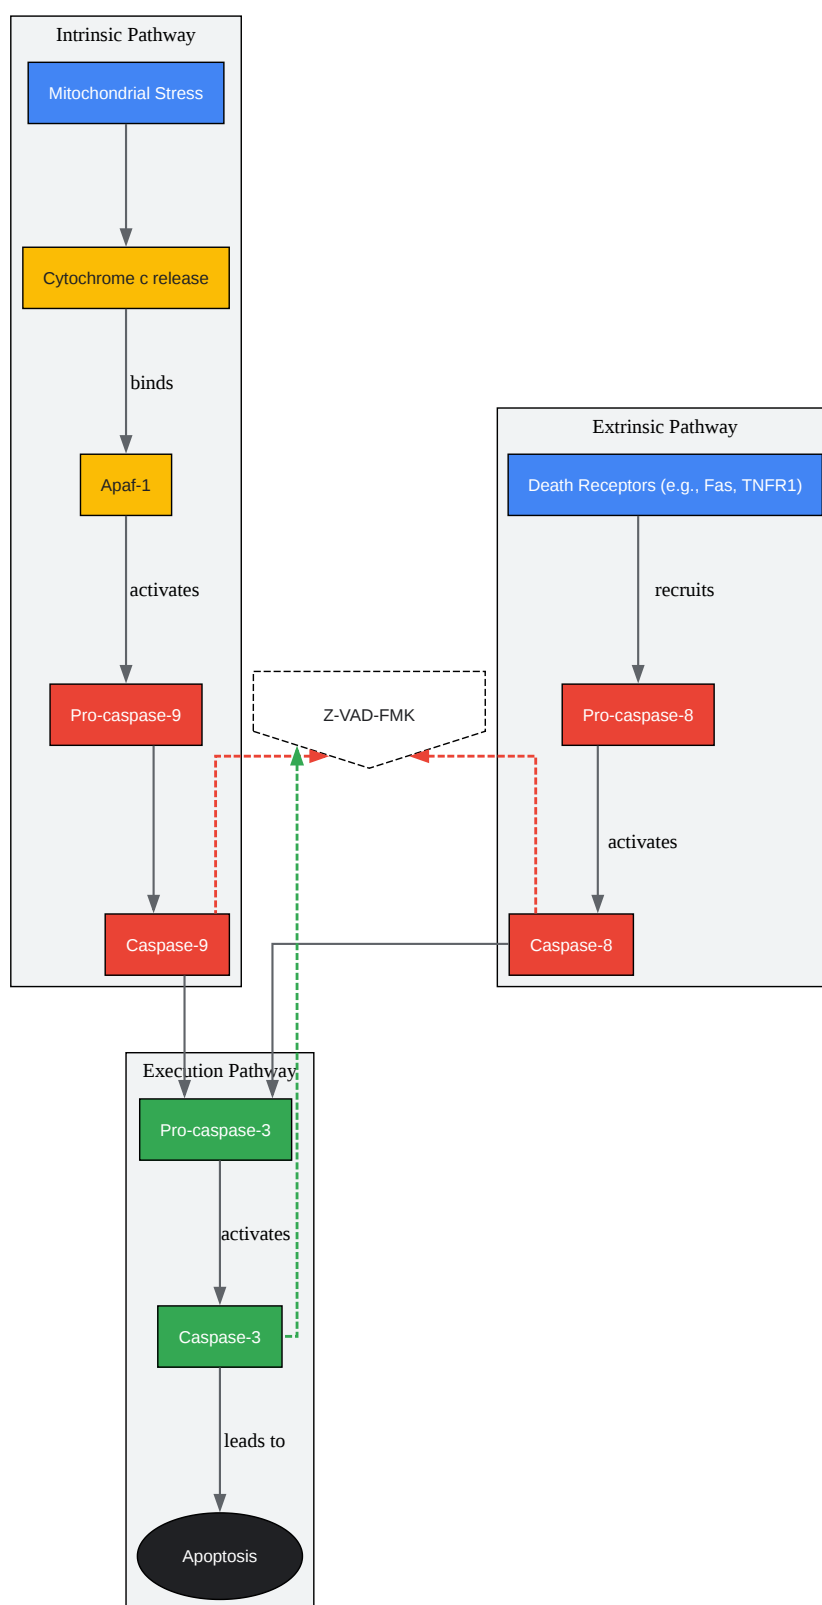 Intrinsic Pathway
Mitochondrial Stress
Cytochrome c release
binds
Apaf-1
activates
Pro-caspase-9
Caspase-9
Z-VAD-FMK
Extrinsic Pathway
Death Receptors (e.g., Fas, TNFR1)
recruits
Pro-caspase-8
activates
Caspase-8
Execution Pathway
Pro-caspase-3
activates
Caspase-3
leads to
Apoptosis